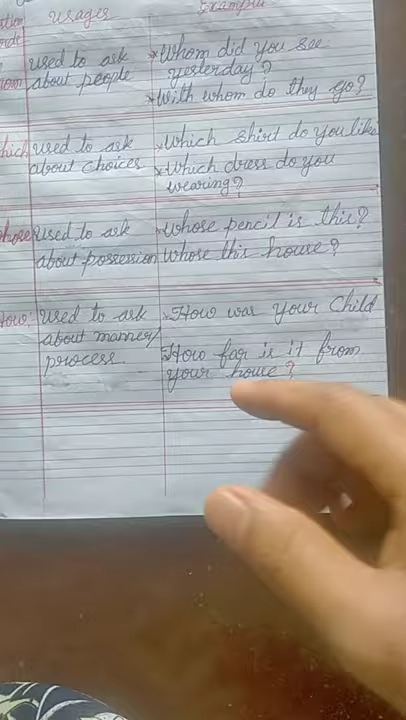 usages Example
used to ask *Whom did you see
about people yesterday?
*With whom do they go?
used to ask *Which shirt do you like
about choices *Which dress do you
wearing?
used to ask *Whose pencil is this?
about possession Whose this house?
How: used to ask *How was your child
about manner/
process. How far is it from
your house?